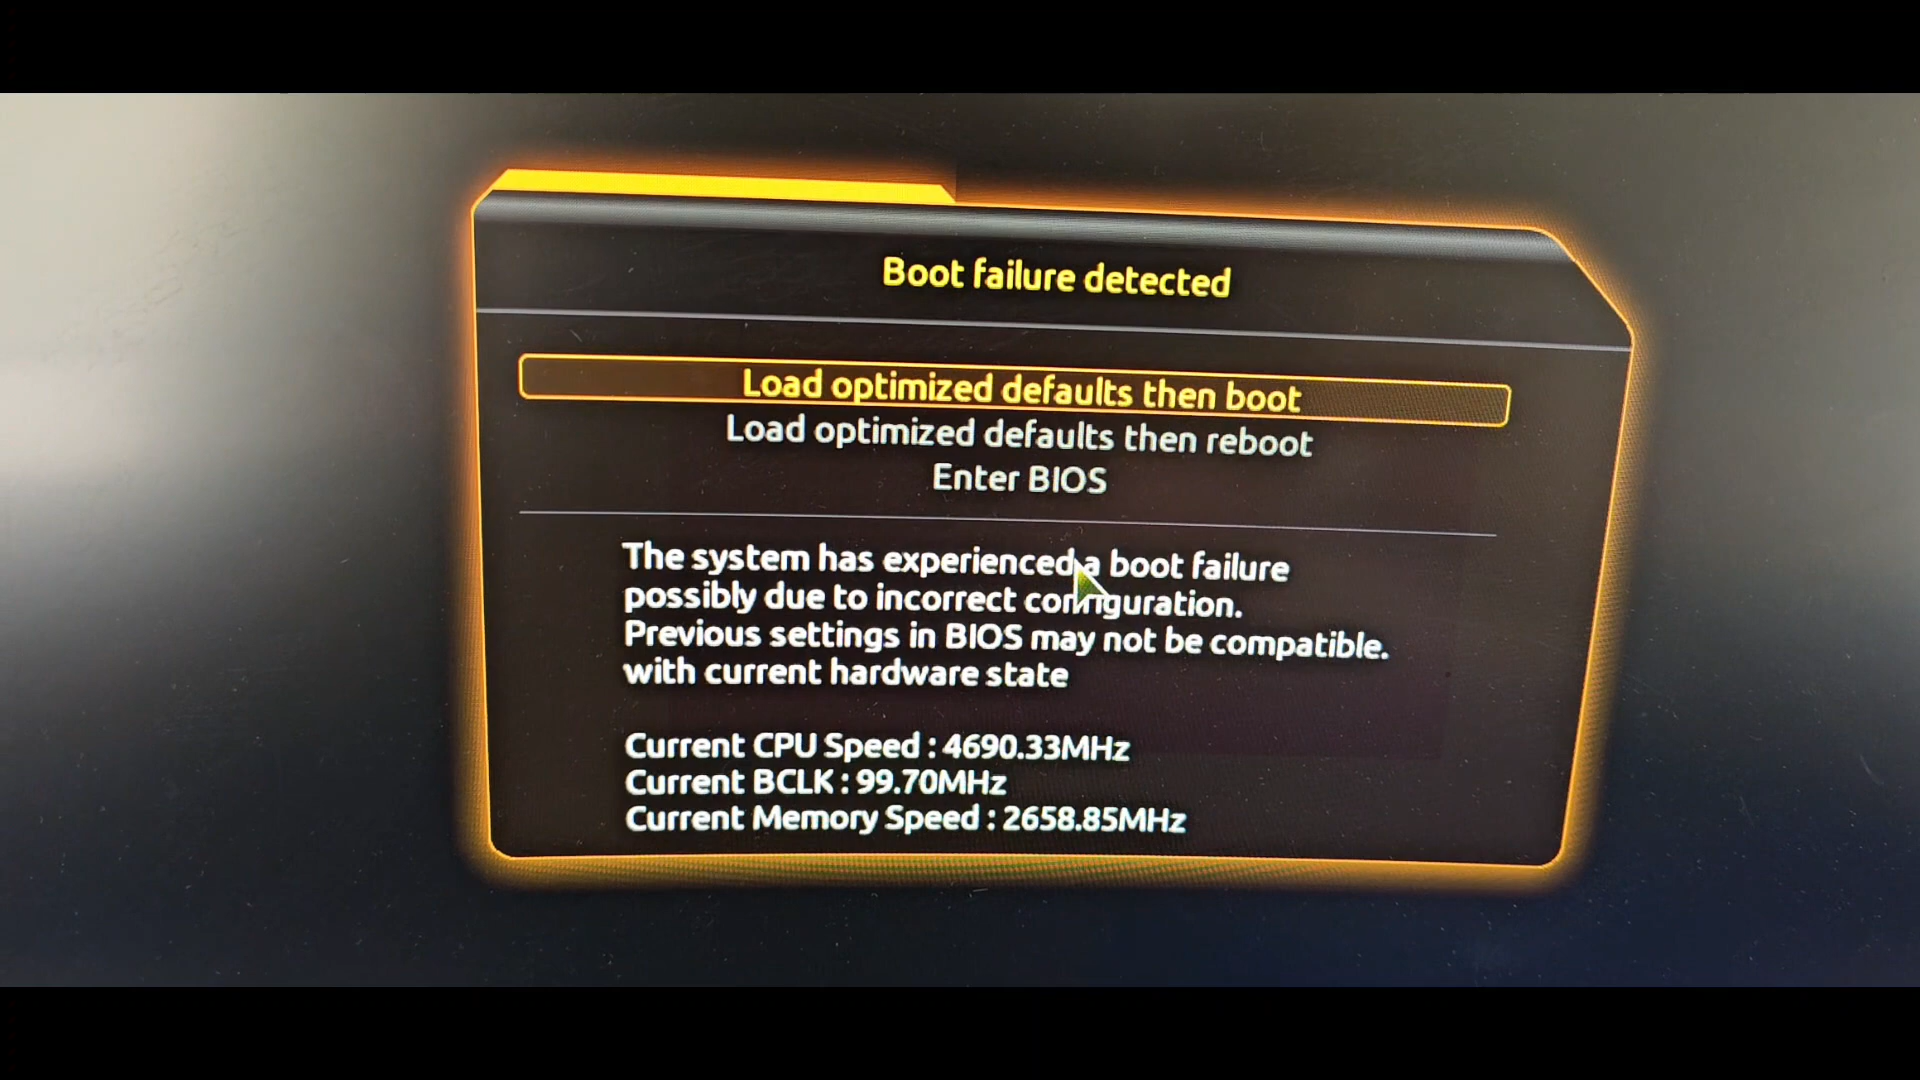 Boot failure detected
Load optimized defaults then boot
Load optimized defaults then reboot
Enter BIOS
The system has experienced a boot failure
possibly due to incorrect configuration.
Previous settings in BIOS may not be compatible.
with current hardware state
Current CPU Speed : 4690.33MHz
Current BCLK : 99.70MHz
Current Memory Speed : 2658.85MHz